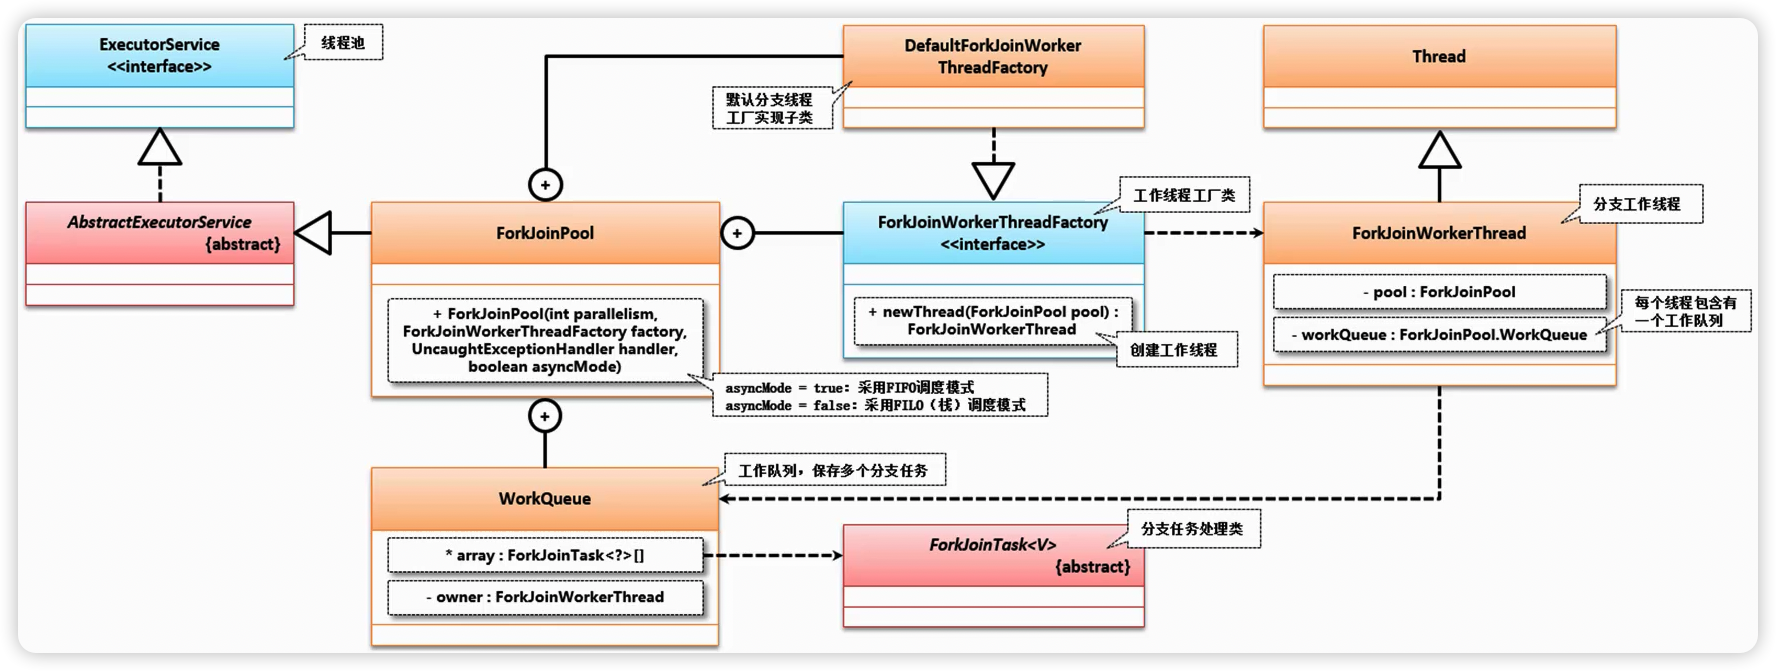 ExecutorService
<<interface>>
线程池
AbstractExecutorService
{abstract}
ForkJoinPool
+ ForkJoinPool(int parallelism,
ForkJoinWorkerThreadFactory factory,
UncaughtExceptionHandler handler,
boolean asyncMode)
asyncMode = true: 采用FIFO调度模式
asyncMode = false: 采用FILO（栈）调度模式
DefaultForkJoinWorker
ThreadFactory
默认分支线程
工厂实现子类
ForkJoinWorkerThreadFactory
<<interface>>
工作线程工厂类
+ newThread(ForkJoinPool pool) :
ForkJoinWorkerThread
创建工作线程
Thread
ForkJoinWorkerThread
分支工作线程
- pool : ForkJoinPool
- workQueue : ForkJoinPool.WorkQueue
每个线程包含有
一个工作队列
WorkQueue
工作队列，保存多个分支任务
* array : ForkJoinTask<?>[]
- owner : ForkJoinWorkerThread
ForkJoinTask<V>
{abstract}
分支任务处理类
+
+
+